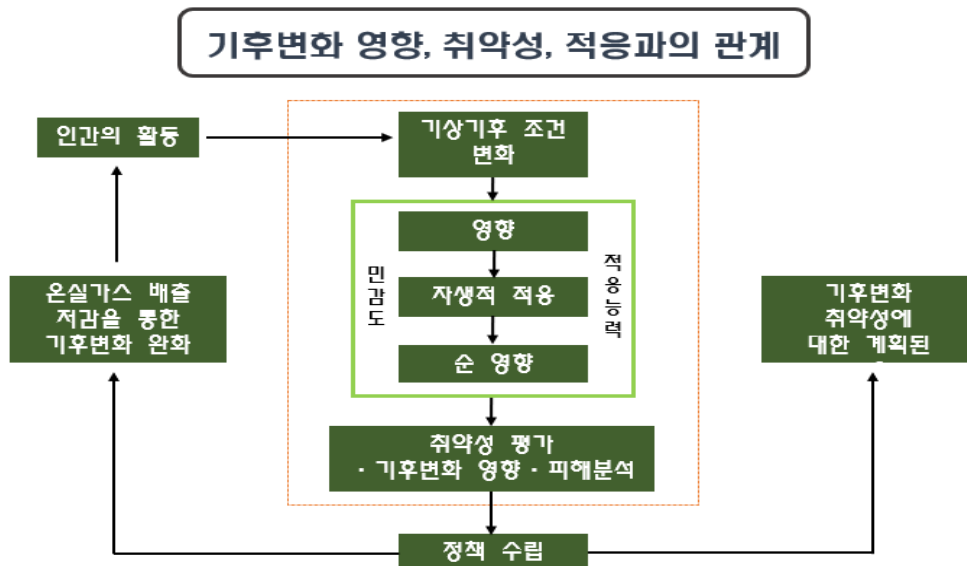 기후변화 영향, 취약성, 적응과의 관계
인간의 활동
기상기후 조건
변화
영향
민감도
자생적 적용
적응능력
순 영향
온실가스 배출
저감을 통한
기후변화 완화
기후변화
취약성에
대한 계획된
취약성 평가
· 기후변화 영향 · 피해분석
정책 수립